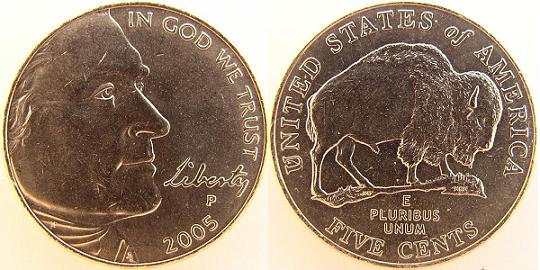 IN GOD WE TRUST
Liberty
P
2005
UNITED STATES of AMERICA
E
PLURIBUS
UNUM
FIVE CENTS